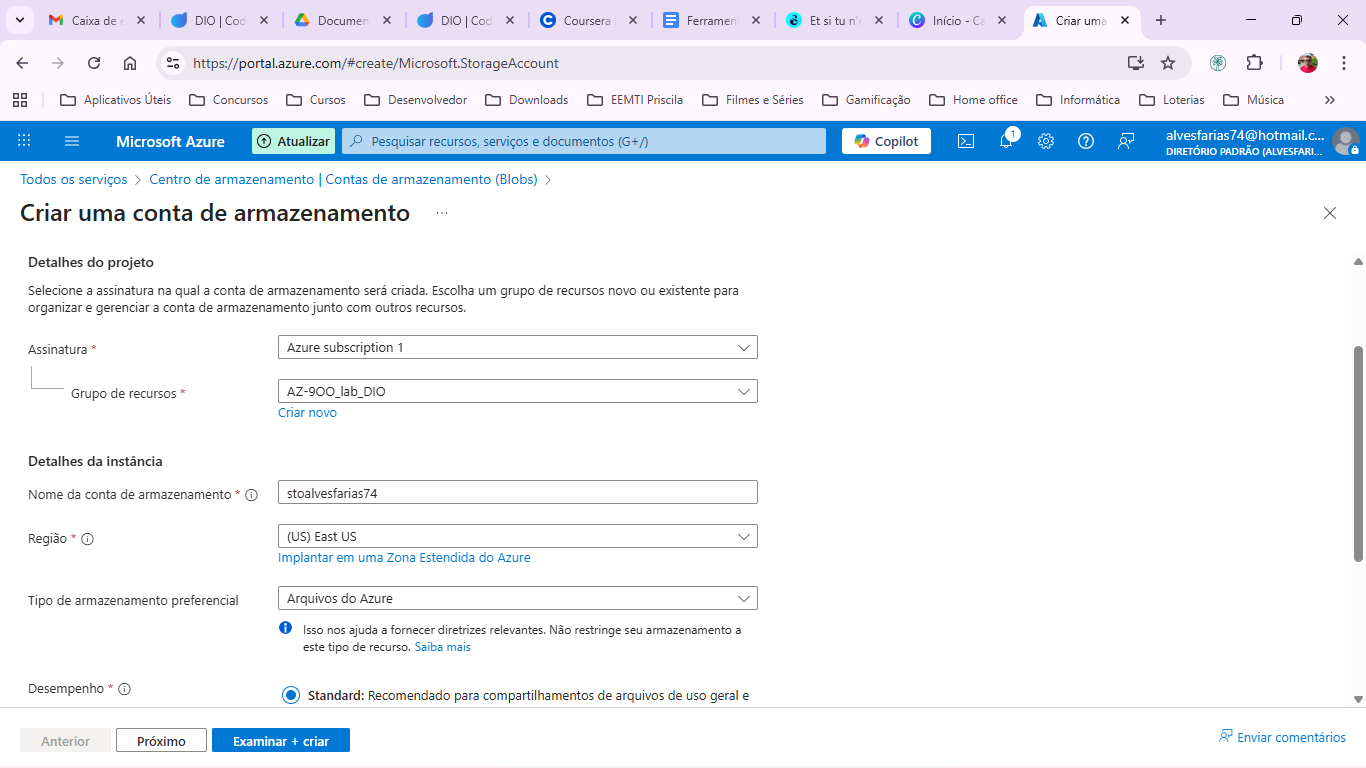 Caixa de e
DIO | Cod
Documen
DIO | Cod
Coursera
Ferrament
Et si tu n'e
Início - Ca
Criar uma
https://portal.azure.com/#create/Microsoft.StorageAccount
Aplicativos Úteis
Concursos
Cursos
Desenvolvedor
Downloads
EEMTI Priscila
Filmes e Séries
Gamificação
Home office
Informática
Loterias
Música
Microsoft Azure
Atualizar
Pesquisar recursos, serviços e documentos (G+/)
Copilot
1
alvesfarias74@hotmail.c...
DIRETÓRIO PADRÃO (ALVESFARI...
Todos os serviços > Centro de armazenamento | Contas de armazenamento (Blobs) >
Criar uma conta de armazenamento ...
Detalhes do projeto
Selecione a assinatura na qual a conta de armazenamento será criada. Escolha um grupo de recursos novo ou existente para
organizar e gerenciar a conta de armazenamento junto com outros recursos.
Assinatura *
Azure subscription 1
Grupo de recursos *
AZ-9OO_lab_DIO
Criar novo
Detalhes da instância
Nome da conta de armazenamento *
stoalvesfarias74
Região *
(US) East US
Implantar em uma Zona Estendida do Azure
Tipo de armazenamento preferencial
Arquivos do Azure
Isso nos ajuda a fornecer diretrizes relevantes. Não restringe seu armazenamento a
este tipo de recurso. Saiba mais
Desempenho *
Standard: Recomendado para compartilhamentos de arquivos de uso geral e
Anterior
Próximo
Examinar + criar
Enviar comentários